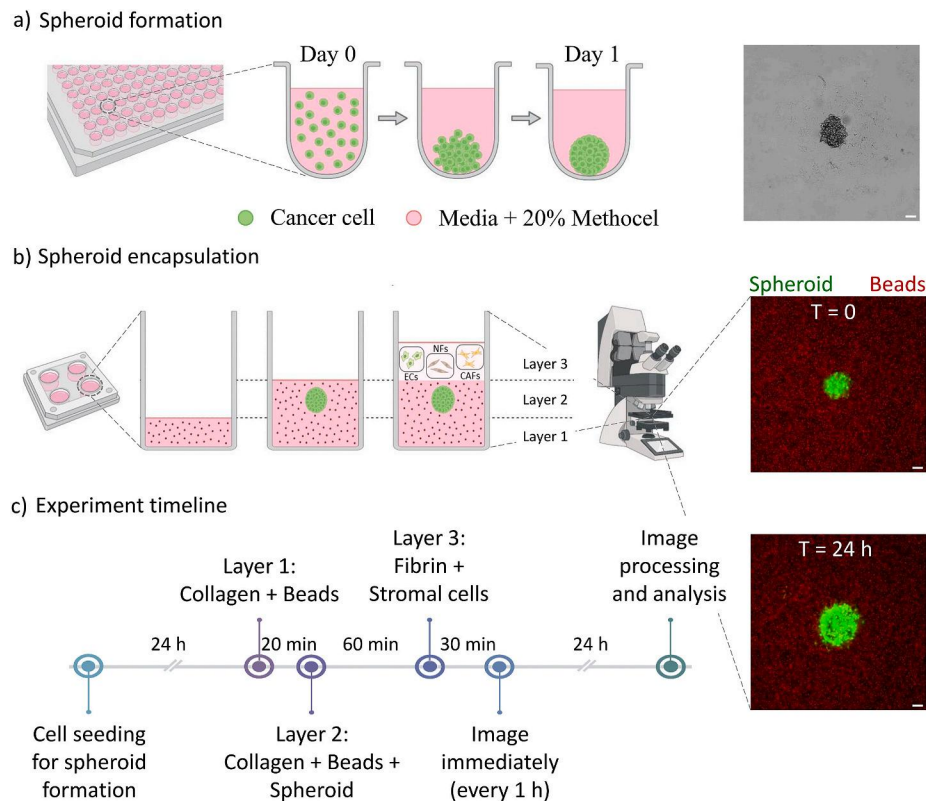 a) Spheroid formation
Day 0
Day 1
Cancer cell
Media + 20% Methocel
b) Spheroid encapsulation
Spheroid
Beads
T = 0
NFs
ECs
CAFs
Layer 3
Layer 2
Layer 1
c) Experiment timeline
T = 24 h
Layer 1:
Collagen + Beads
Layer 3:
Fibrin +
Stromal cells
Image
processing
and analysis
24 h
20 min
60 min
30 min
24 h
Cell seeding
for spheroid
formation
Layer 2:
Collagen + Beads +
Spheroid
Image
immediately
(every 1 h)